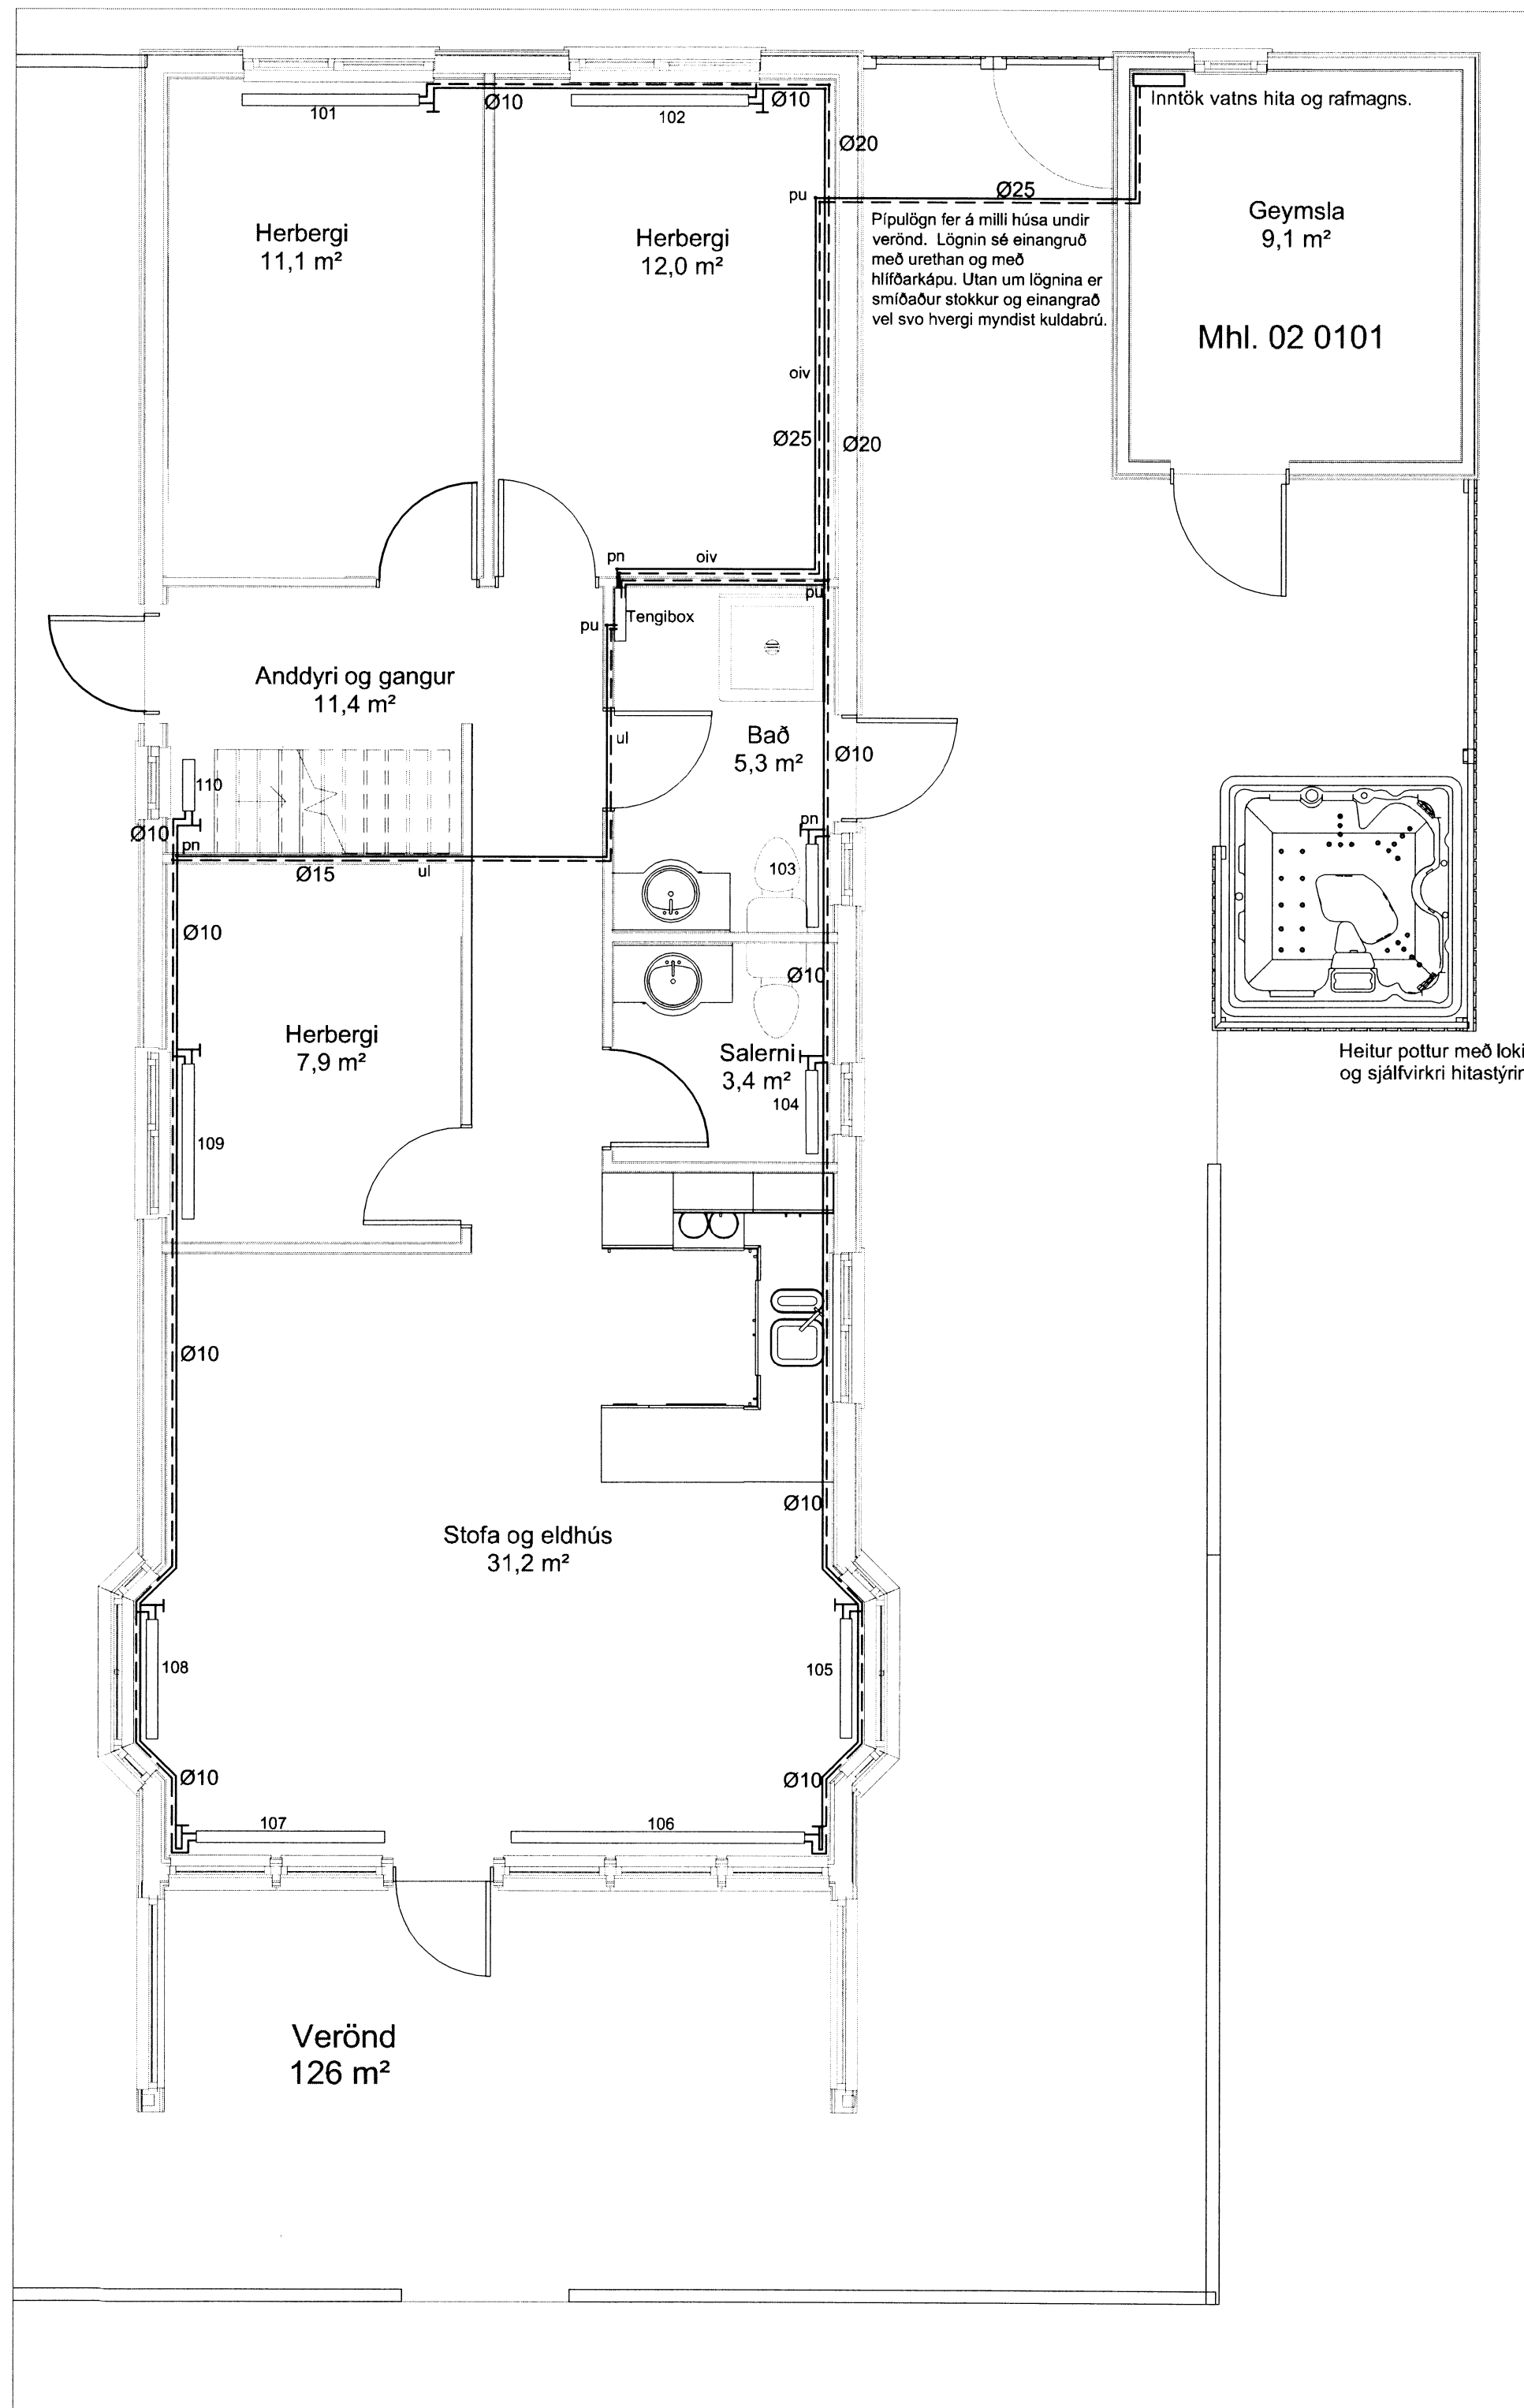 101
Ø10
102
Ø10
Inntök vatns hita og rafmagns.
Ø20
pu
Ø25
Herbergi
11,1 m²
Herbergi
12,0 m²
Pípulögn fer á milli húsa undir
verönd. Lögnin sé einangruð
með urethan og með
hlífðarkápu. Utan um lögnina er
smíðaður stokkur og einangrað
vel svo hvergi myndist kuldabrú.
Geymsla
9,1 m²
Mhl. 02 0101
oiv
Ø25
Ø20
pn
oiv
pu
Tengibox
pu
Anddyri og gangur
11,4 m²
ul
Bað
5,3 m²
Ø10
110
Ø10
pn
Ø15
ul
pn
103
Ø10
Ø10
Herbergi
7,9 m²
Salerni
3,4 m²
104
109
Heitur pottur með loki
og sjálfvirkri hitastýrin
Ø10
Ø10
Stofa og eldhús
31,2 m²
108
105
Ø10
Ø10
107
106
Verönd
126 m²